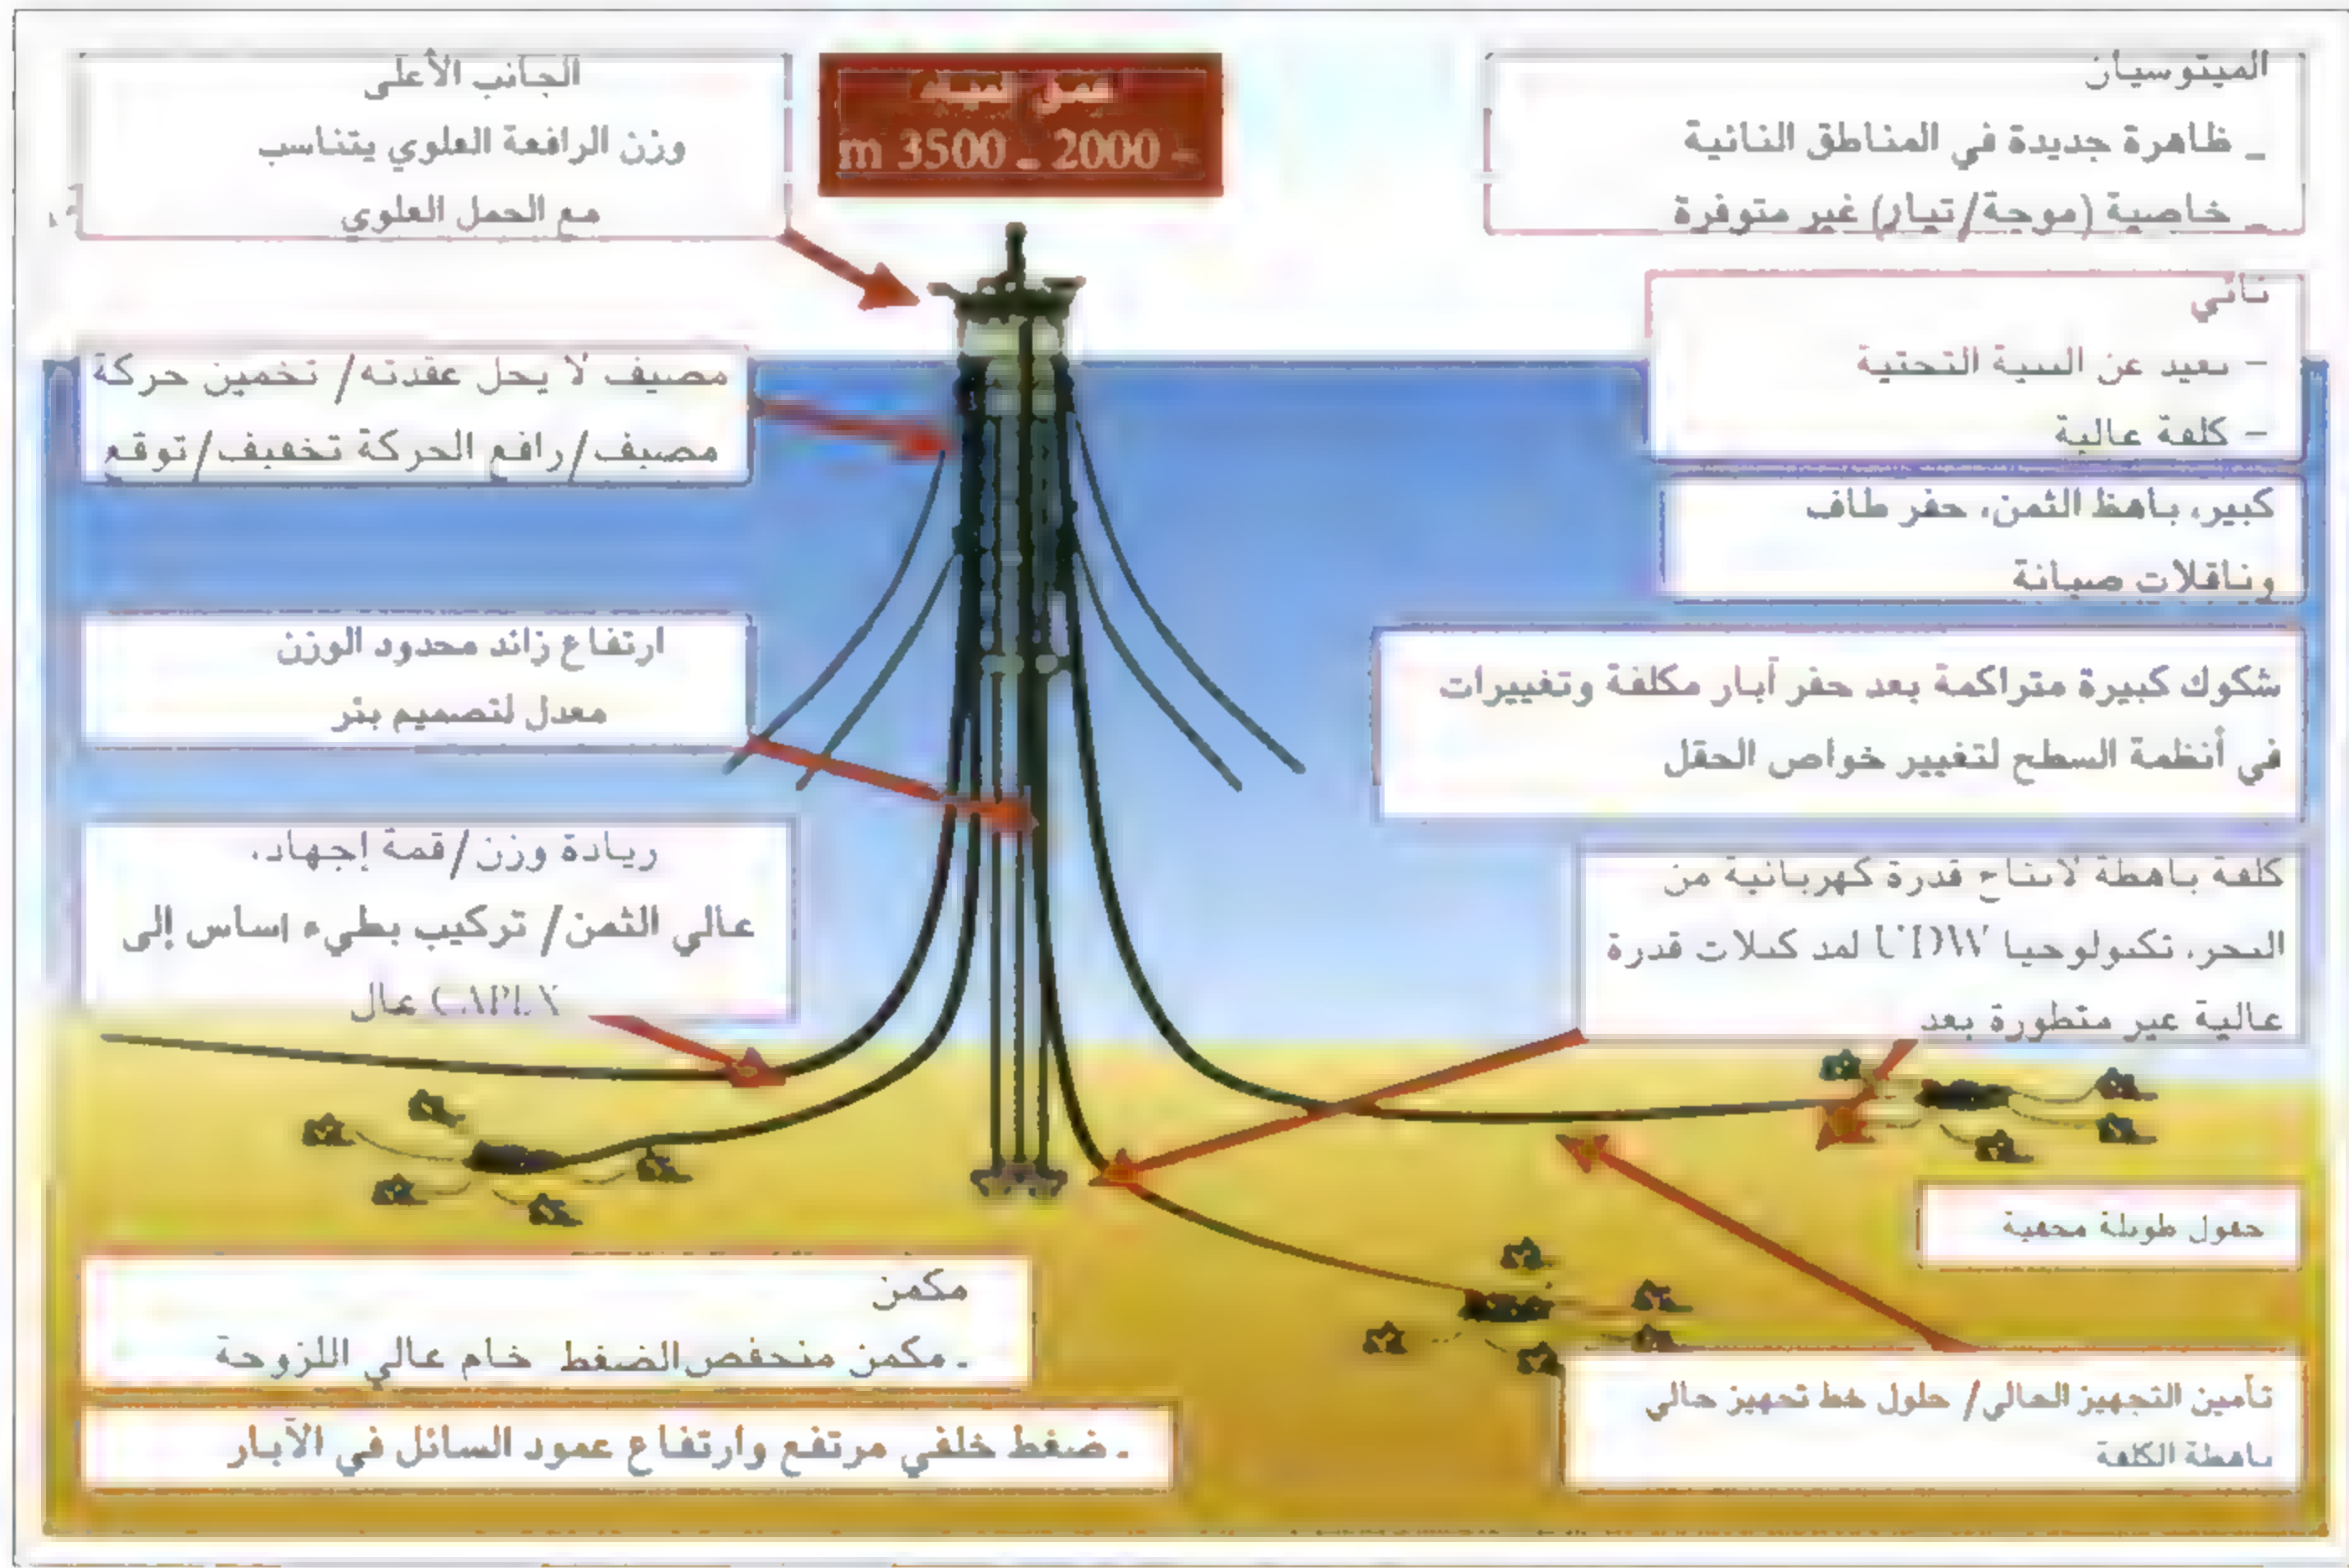 الميتوسيان
_ ظاهرة جديدة في المناطق النائية
_ خاصية (موجة/تيار) غير متوفرة
نائي
– بعيد عن البنية التحتية
– كلفة عالية
كبير، باهظ الثمن، حفر طاف
وناقلات صيانة
شكوك كبيرة متراكمة بعد حفر آبار مكلفة وتغييرات
في أنظمة السطح لتغيير خواص الحقل
كلفة باهظة لانتاج قدرة كهربائية من
البحر، تكنولوجيا لمد كبلات قدرة
عالية غير متطورة بعد
حقول طويلة
تأمين التجهيز الحالي/ حلول خط تجهيز حالي
باهظة الكلفة
عمق المياه
2000 - 3500 m
الجانب الأعلى
وزن الرافعة العلوي يتناسب
مع الحمل العلوي
مصيف لا يحل عقدته/ تخمين حركة
مصيف/رافع الحركة تخفيف/توقع
ارتفاع زائد محدود الوزن
معدل لتصميم بئر
زيادة وزن/قمة إجهاد،
عالي الثمن/ تركيب بطيء اساس إلى
CAPEX عال
مكمن
- مكمن منخفض الضغط خام عالي اللزوجة
- ضغط خلفي مرتفع وارتفاع عمود السائل في الآبار